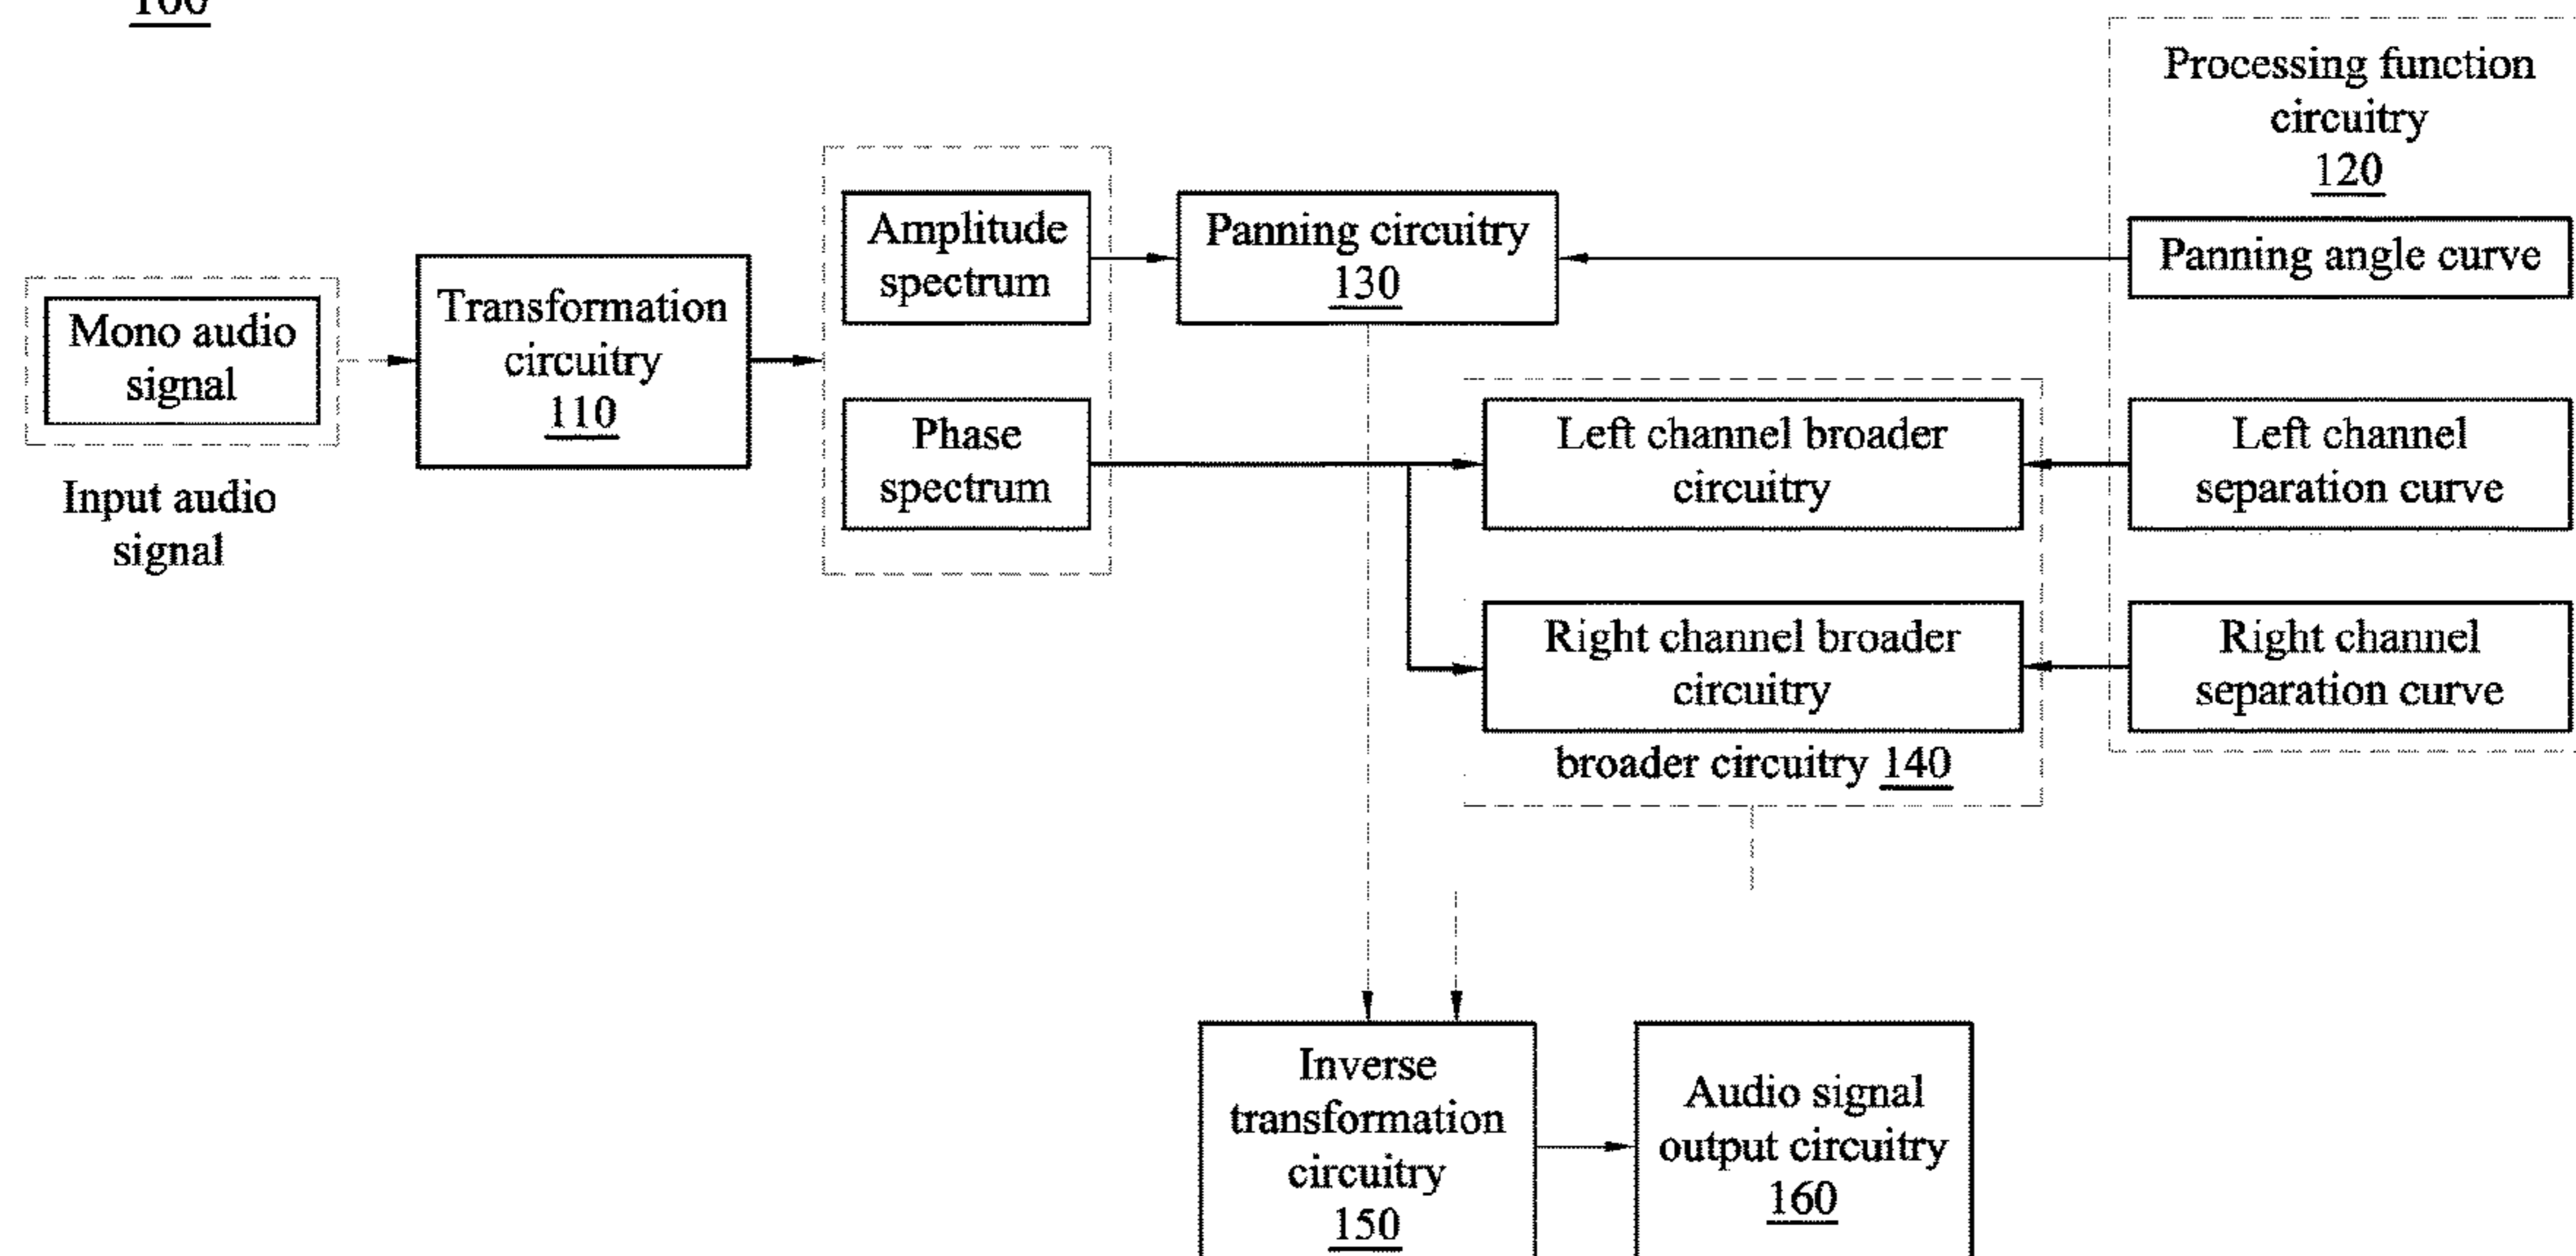 Processing function
circuitry
120
Amplitude
spectrum
Panning circuitry
130
Panning angle curve
Mono audio
signal
Transformation
circuitry
110
Input audio
signal
Phase
spectrum
Left channel broader
circuitry
Left channel
separation curve
Right channel broader
circuitry
Right channel
separation curve
broader circuitry 140
Inverse
transformation
circuitry
150
Audio signal
output circuitry
160